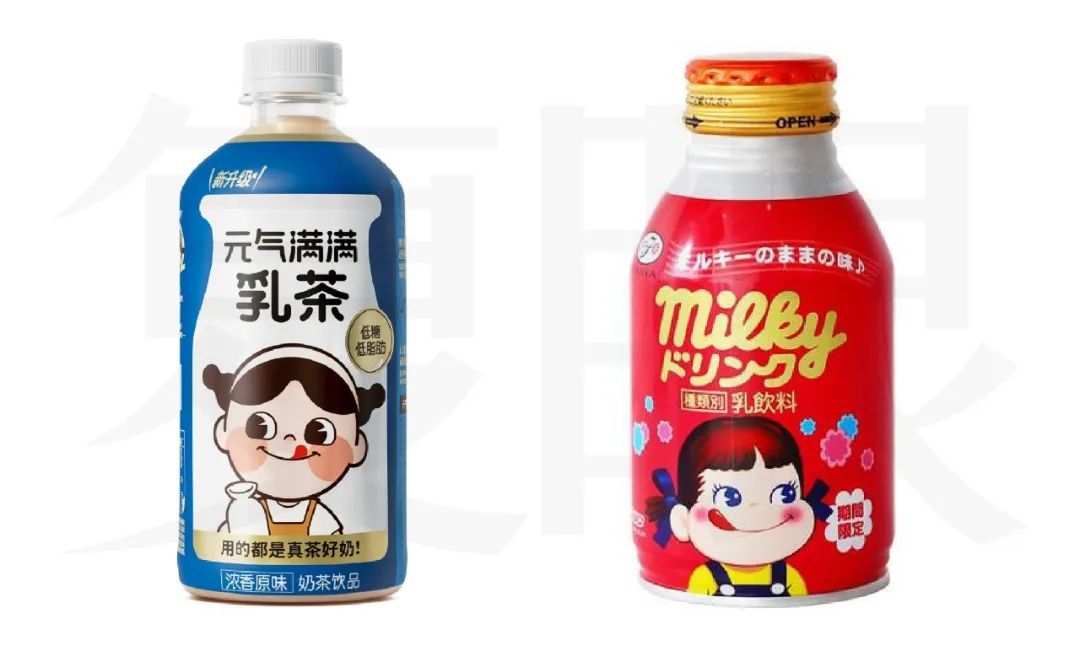 新升级
元气满满
乳茶
低糖
低脂肪
用的都是真茶好奶!
浓香原味 奶茶饮品
OPEN
ミルキーのままの味♪
milky
ドリンク
種類別 乳飲料
期間
限定
复眼